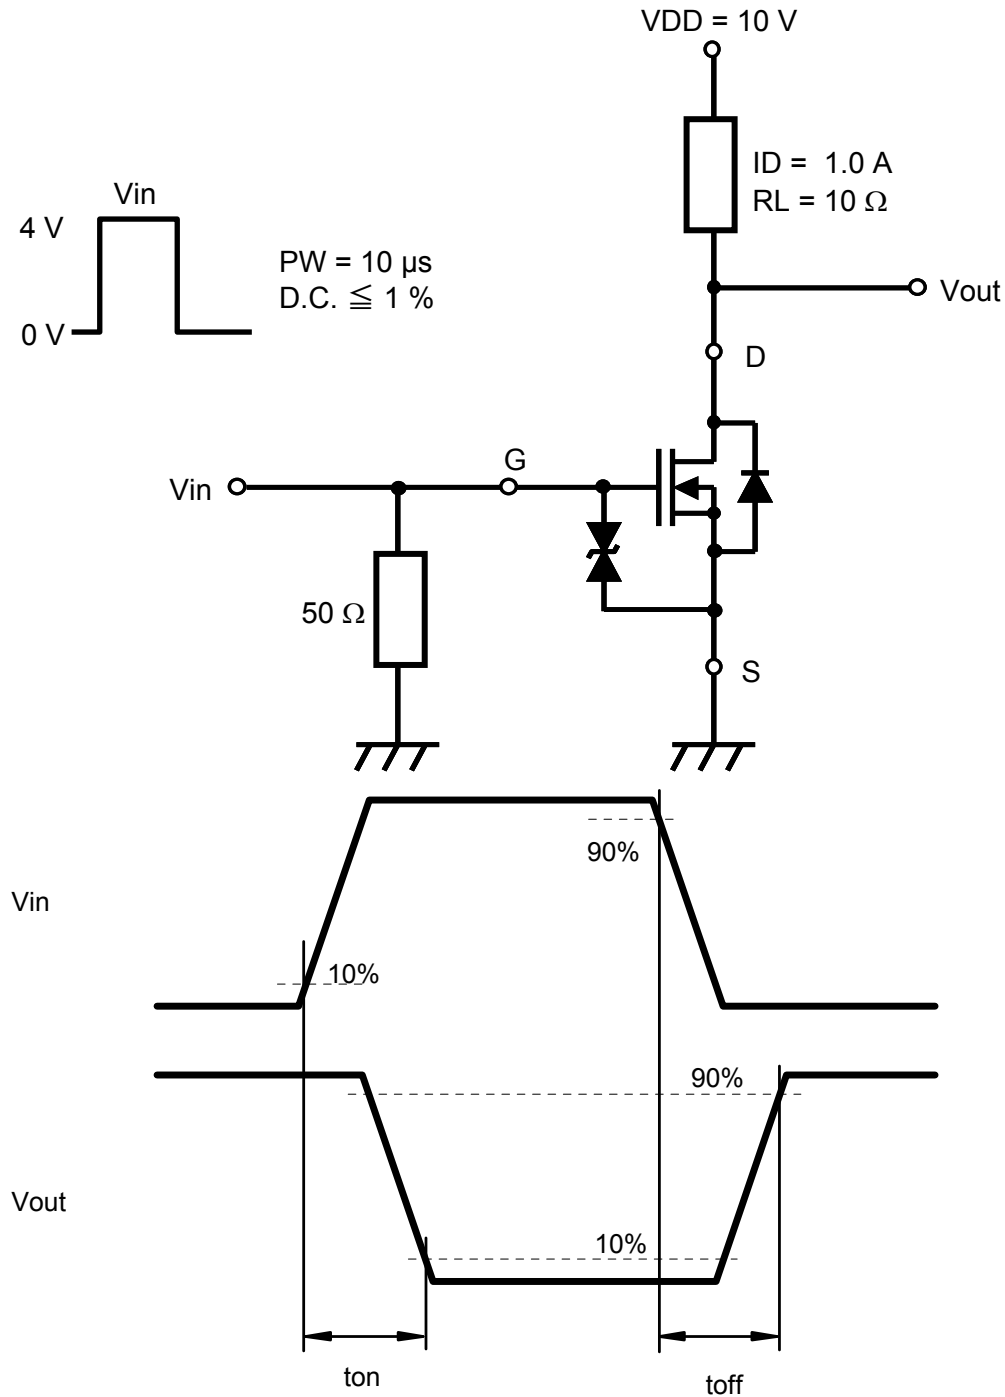 VDD = 10 V
ID = 1.0 A
RL = 10 Ω
Vin
4 V
0 V
PW = 10 µs
D.C. ≦ 1 %
Vout
D
G
Vin
50 Ω
S
90%
Vin
10%
90%
Vout
10%
ton
toff